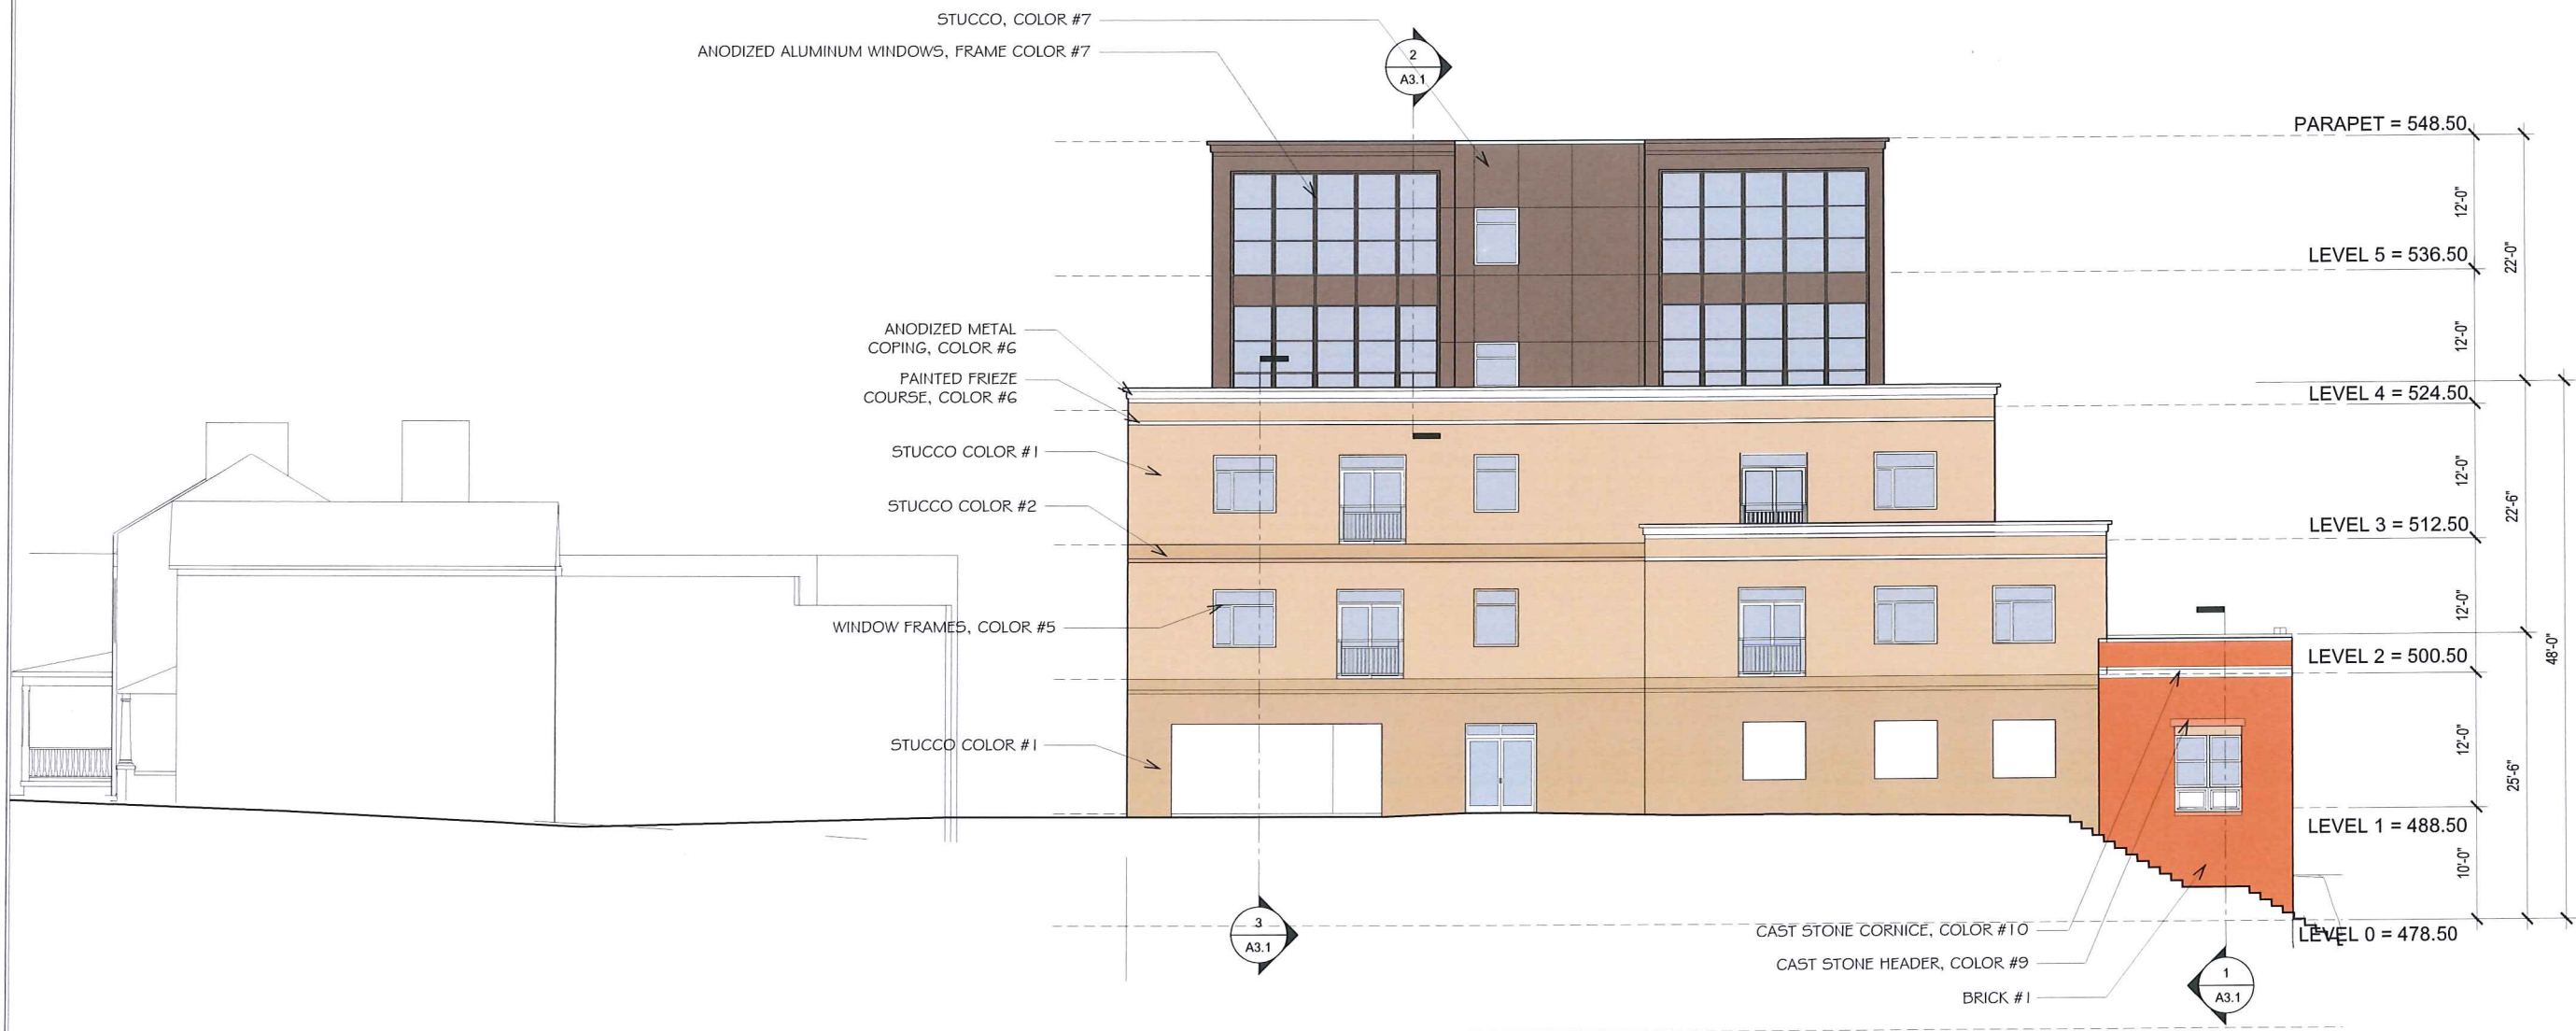 STUCCO, COLOR #7
ANODIZED ALUMINUM WINDOWS, FRAME COLOR #7
2
A3.1
PARAPET = 548.50
12'-0"
LEVEL 5 = 536.50
22'-0"
12'-0"
ANODIZED METAL
COPING, COLOR #6
PAINTED FRIEZE
COURSE, COLOR #6
LEVEL 4 = 524.50
STUCCO COLOR #1
12'-0"
STUCCO COLOR #2
22'-6"
LEVEL 3 = 512.50
12'-0"
WINDOW FRAMES, COLOR #5
LEVEL 2 = 500.50
48'-0"
STUCCO COLOR #1
12'-0"
25'-6"
LEVEL 1 = 488.50
10'-0"
3
A3.1
CAST STONE CORNICE, COLOR #10
LEVEL 0 = 478.50
CAST STONE HEADER, COLOR #9
1
A3.1
BRICK #1